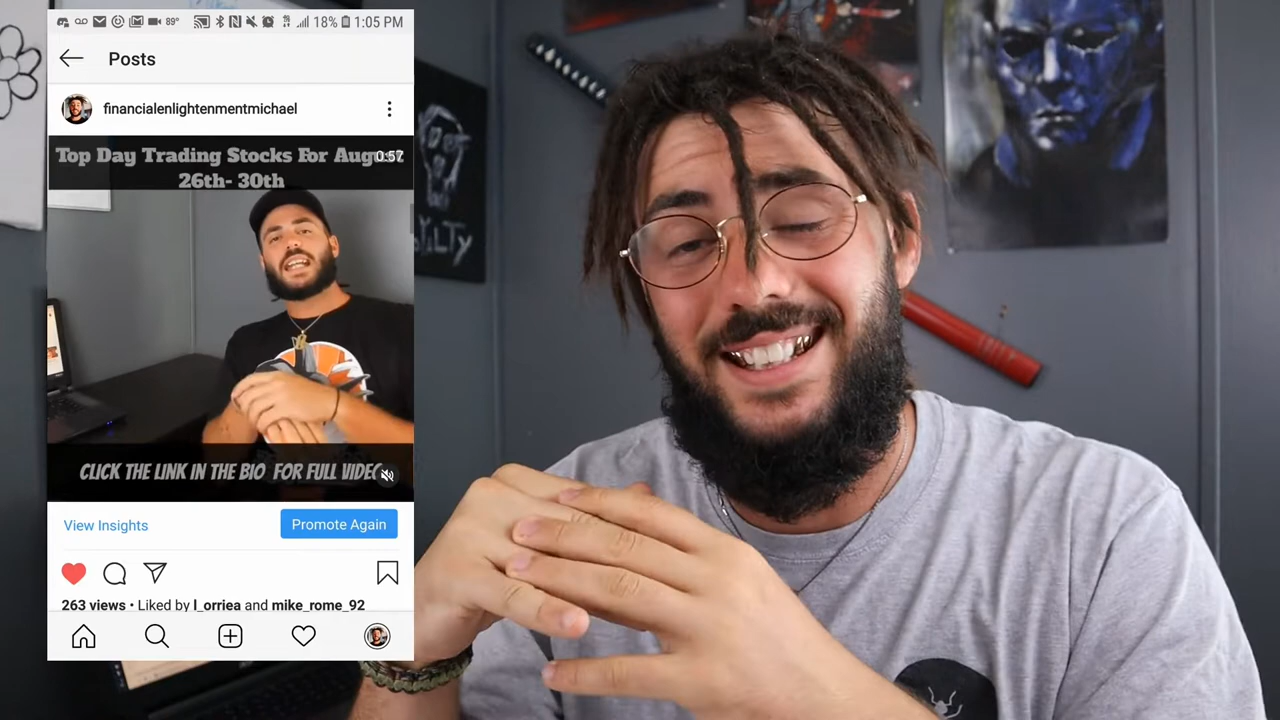 89° 18% 1:05 PM
Posts
financialenlightenmentmichael
Top Day Trading Stocks For 0:57
26th- 30th
CLICK THE LINK IN THE BIO FOR FULL VIDEO
View Insights
Promote Again
263 views • Liked by l_orriea and mike_rome_92